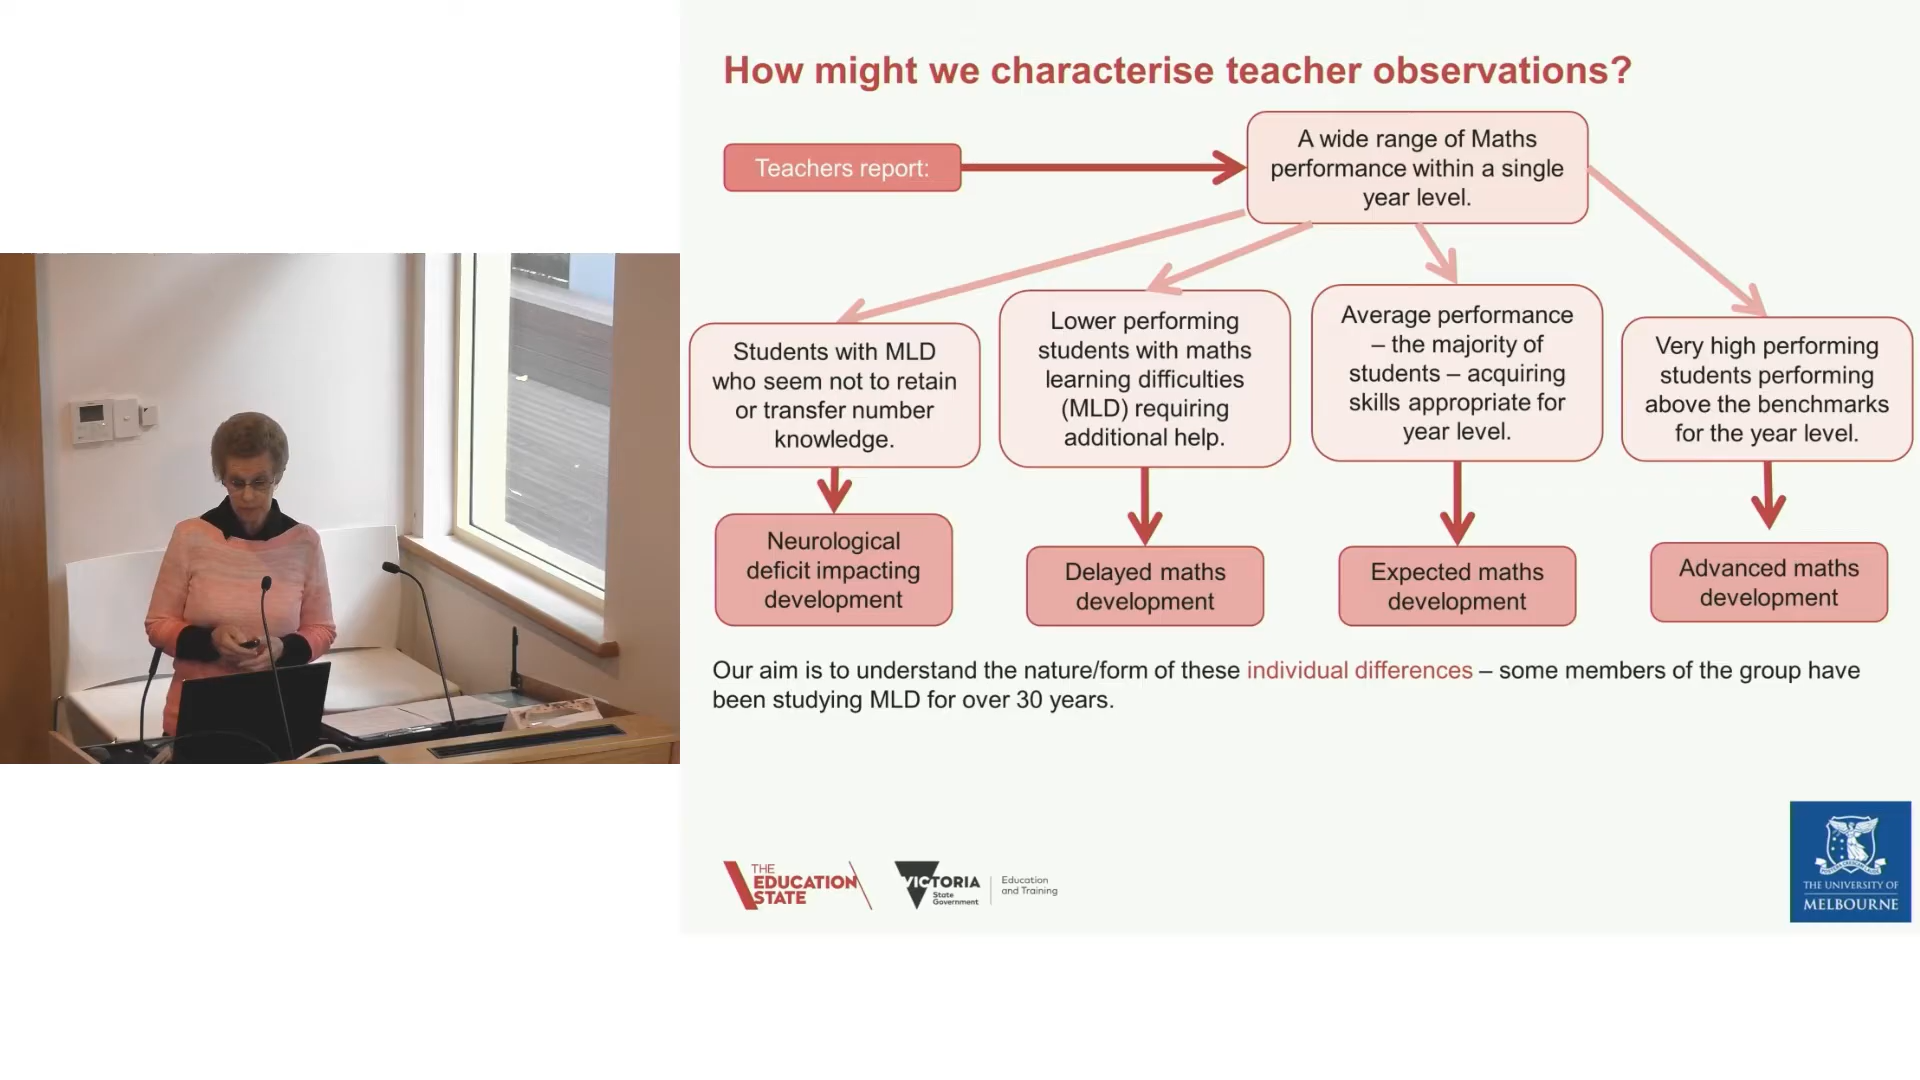 How might we characterise teacher observations?
Teachers report:
A wide range of Maths
performance within a single
year level.
Students with MLD
who seem not to retain
or transfer number
knowledge.
Lower performing
students with maths
learning difficulties
(MLD) requiring
additional help.
Average performance
– the majority of
students – acquiring
skills appropriate for
year level.
Very high performing
students performing
above the benchmarks
for the year level.
Neurological
deficit impacting
development
Delayed maths
development
Expected maths
development
Advanced maths
development
Our aim is to understand the nature/form of these individual differences – some members of the group have
been studying MLD for over 30 years.
THE
EDUCATION
STATE
VICTORIA
State
Government
Education
and Training
THE UNIVERSITY OF
MELBOURNE